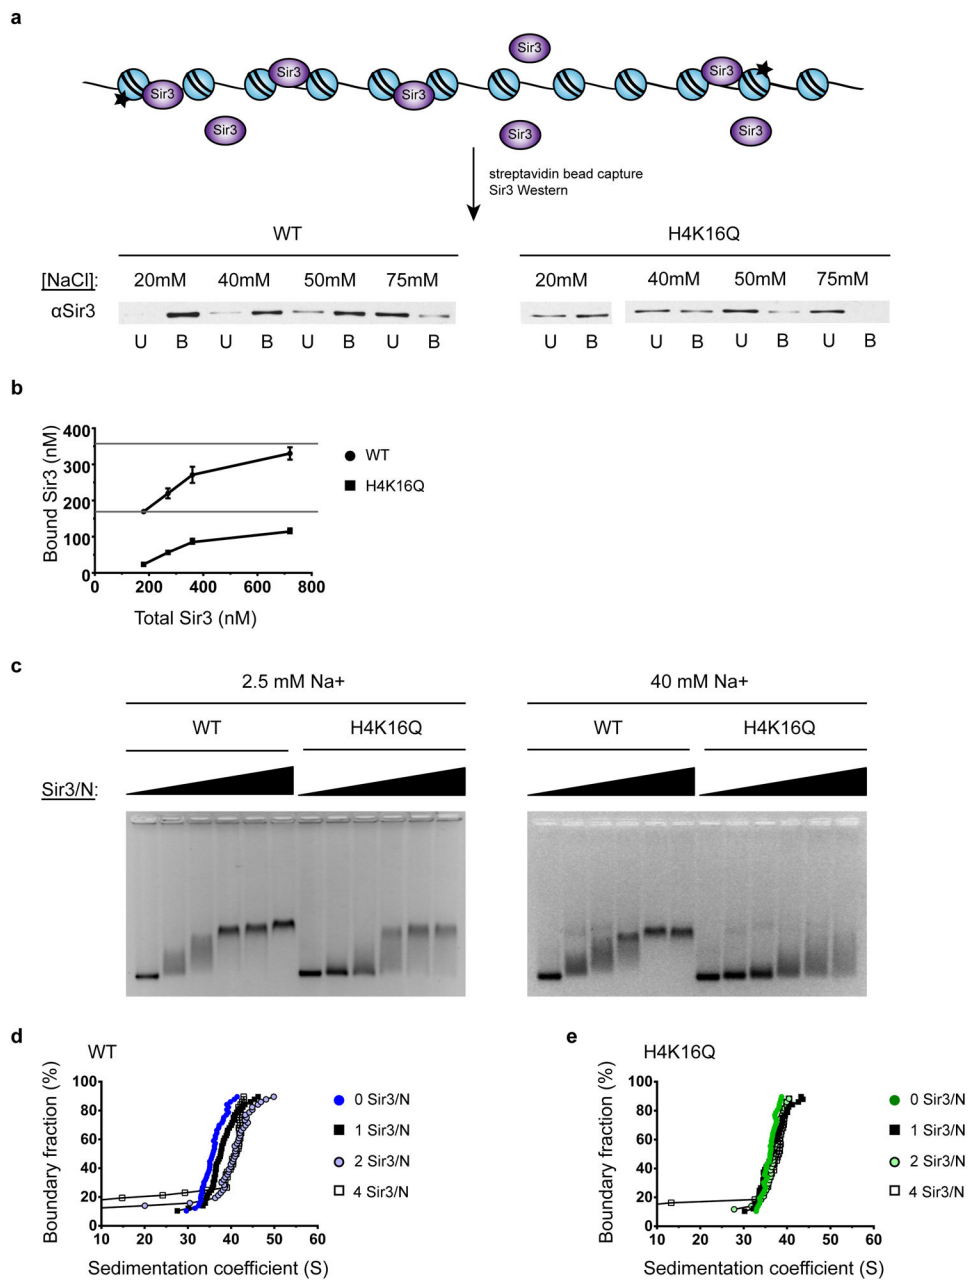 a
Sir3
Sir3 Sir3 Sir3 Sir3
Sir3 Sir3 Sir3
streptavidin bead capture
Sir3 Western
WT H4K16Q
[NaCl]: 20mM 40mM 50mM 75mM 20mM 40mM 50mM 75mM
αSir3
U B U B U B U B U B U B U B U B
b
Bound Sir3 (nM)
400
300
200
100
0
0 200 400 600 800
Total Sir3 (nM)
WT
H4K16Q
c
2.5 mM Na+ 40 mM Na+
WT H4K16Q WT H4K16Q
Sir3/N:
d
WT
Boundary fraction (%)
100
80
60
40
20
0
10 20 30 40 50 60
Sedimentation coefficient (S)
0 Sir3/N
1 Sir3/N
2 Sir3/N
4 Sir3/N
e
H4K16Q
Boundary fraction (%)
100
80
60
40
20
0
10 20 30 40 50 60
Sedimentation coefficient (S)
0 Sir3/N
1 Sir3/N
2 Sir3/N
4 Sir3/N